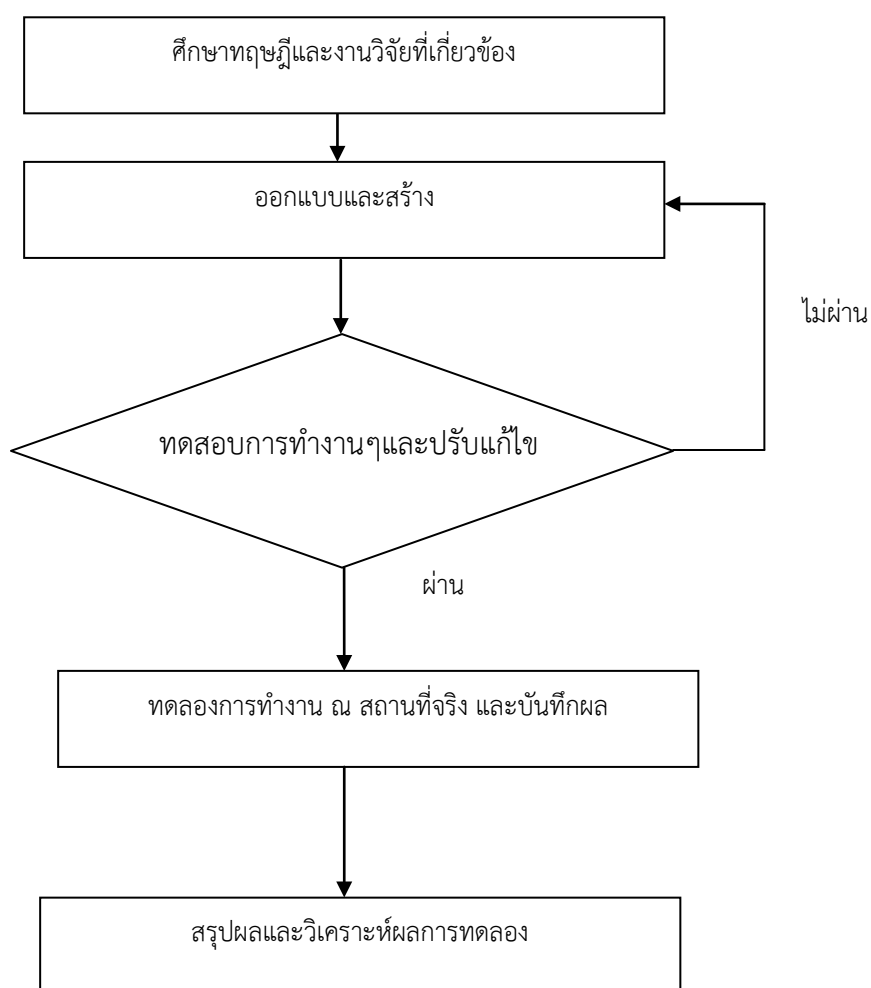 ศึกษาทฤษฎีและงานวิจัยที่เกี่ยวข้อง
ออกแบบและสร้าง
ไม่ผ่าน
ทดสอบการทำงานๆและปรับแก้ไข
ผ่าน
ทดลองการทำงาน ณ สถานที่จริง และบันทึกผล
สรุปผลและวิเคราะห์ผลการทดลอง